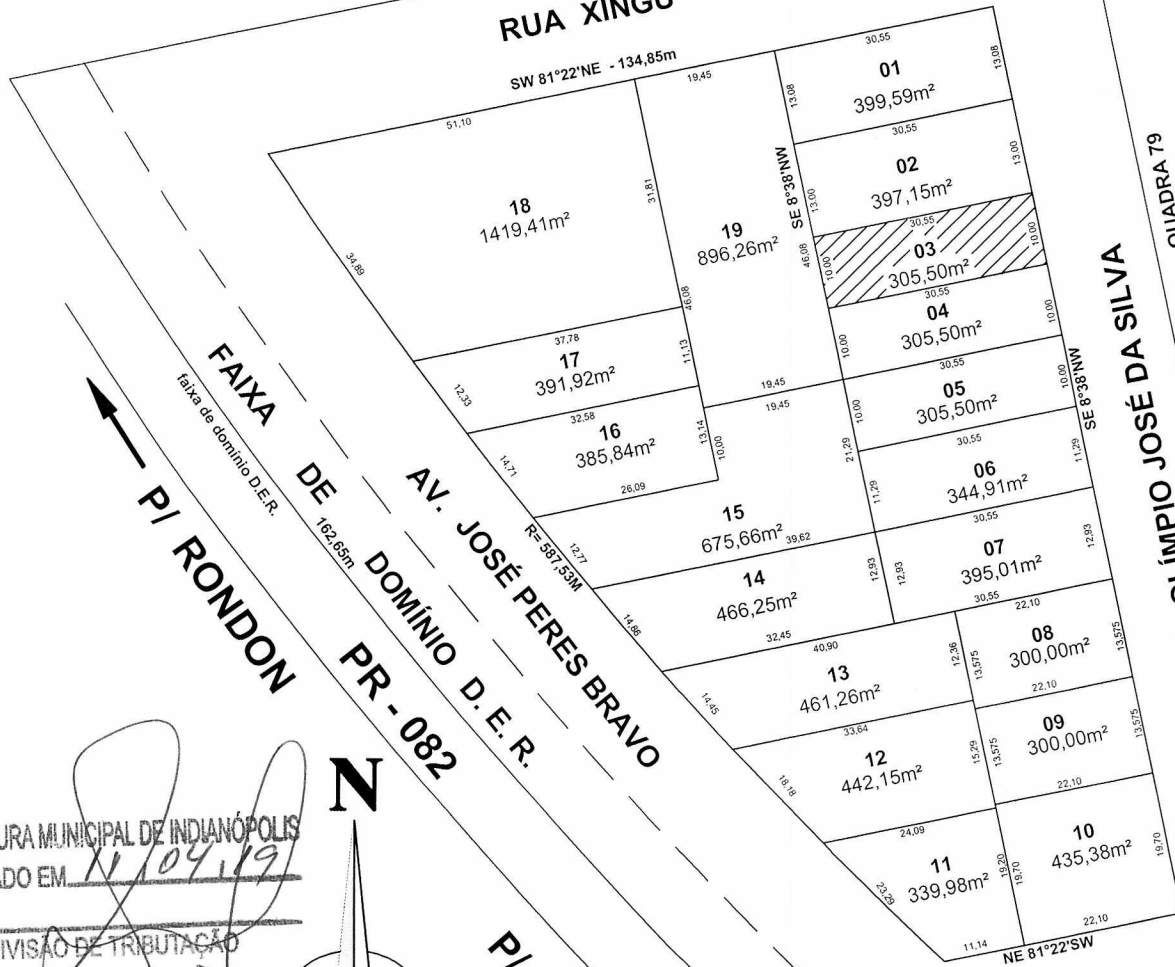 RUA XINGU
SW 81°22'NE - 134,85m
51,10
19,45
30,55
13,08
01
399,59m²
13,08
30,55
02
397,15m²
13,00
13,00
SE 8°38'NW
30,55
03
305,50m²
10,00
10,00
30,55
04
305,50m²
10,00
10,00
30,55
05
305,50m²
10,00
10,00
SE 8°38'NW
30,55
06
344,91m²
11,29
11,29
21,29
30,55
07
395,01m²
12,93
12,93
12,93
30,55
22,10
08
300,00m²
13,575
13,575
22,10
09
300,00m²
13,575
13,575
22,10
10
435,38m²
19,70
19,70
22,10
NE 81°22'SW
11
339,98m²
24,09
19,20
23,29
11,14
12
442,15m²
33,64
15,29
18,18
13
461,26m²
40,90
12,36
14,45
14
466,25m²
32,45
14,86
15
675,66m²
39,62
12,77
R= 587,53M
16
385,84m²
32,58
13,14
10,00
14,71
26,09
17
391,92m²
37,78
11,13
12,33
18
1419,41m²
31,81
34,89
19
896,26m²
46,08
46,08
19,45
19,45
QUADRA 79
OLÍMPIO JOSÉ DA SILVA
AV. JOSÉ PERES BRAVO
FAIXA DE DOMÍNIO D. E. R.
faixa de domínio D.E.R.
162,65m
PR - 082
P/ RONDON
P/
N
URA MUNICIPAL DE INDIANÓPOLIS
ADO EM 11/04/19
IVISÃO DE TRIBUTAÇÃO